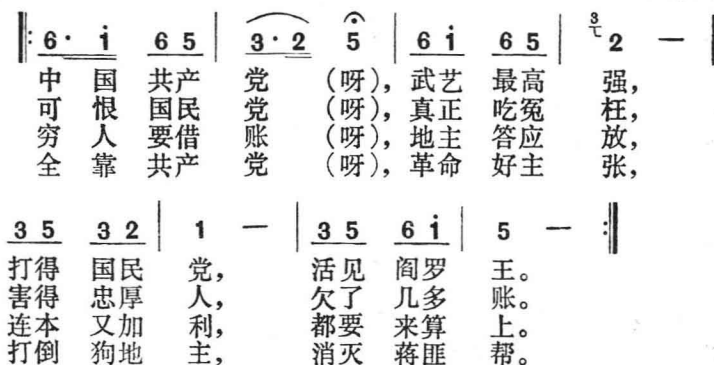 6· i 6 5 | 3·2 5 | 6 i 6 5 | 3 2 —
中 国 共产 党 (呀), 武艺 最高 强,
可 恨 国民 党 (呀), 真正 吃冤 枉,
穷 人 要借 账 (呀), 地主 答应 放,
全 靠 共产 党 (呀), 革命 好主 张,
3 5 3 2 | 1 — | 3 5 6 i | 5 — :‖
打得 国民 党, 活见 阎罗 王。
害得 忠厚 人, 欠了 几多 账。
连本 又加 利, 都要 来算 上。
打倒 狗地 主, 消灭 蒋匪 帮。